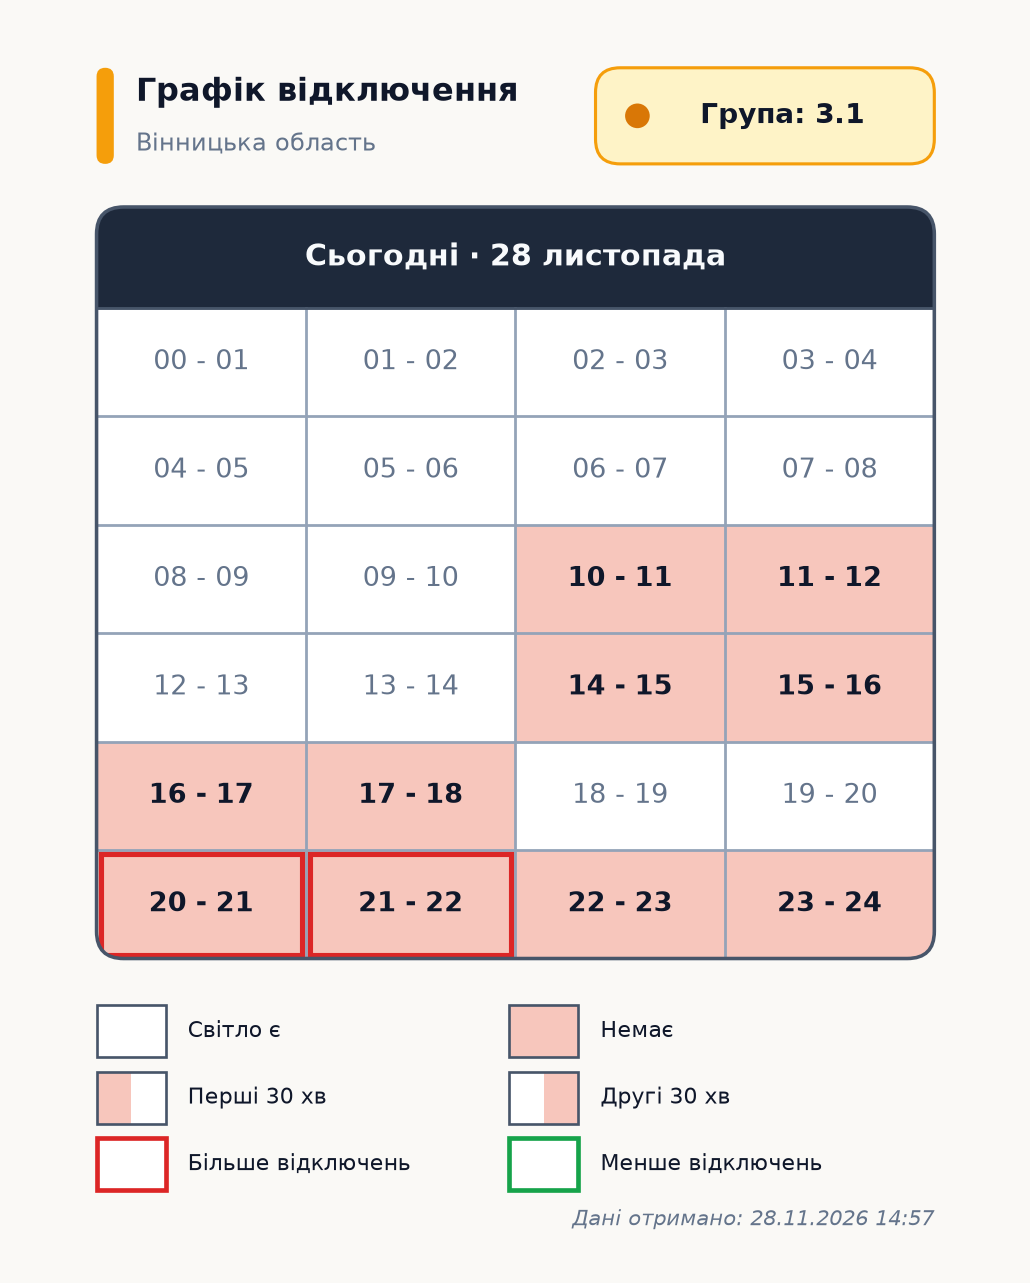 Графік відключення
Вінницька область
Група: 3.1
Сьогодні · 28 листопада
00 - 01 01 - 02 02 - 03 03 - 04
04 - 05 05 - 06 06 - 07 07 - 08
08 - 09 09 - 10 10 - 11 11 - 12
12 - 13 13 - 14 14 - 15 15 - 16
16 - 17 17 - 18 18 - 19 19 - 20
20 - 21 21 - 22 22 - 23 23 - 24
Світло є Немає
Перші 30 хв Другі 30 хв
Більше відключень Менше відключень
Дані отримано: 28.11.2026 14:57